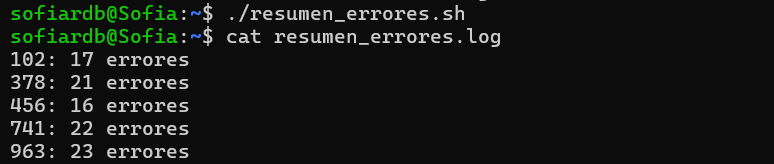 sofiardb@Sofia:~$ ./resumen_errores.sh
sofiardb@Sofia:~$ cat resumen_errores.log
102: 17 errores
378: 21 errores
456: 16 errores
741: 22 errores
963: 23 errores